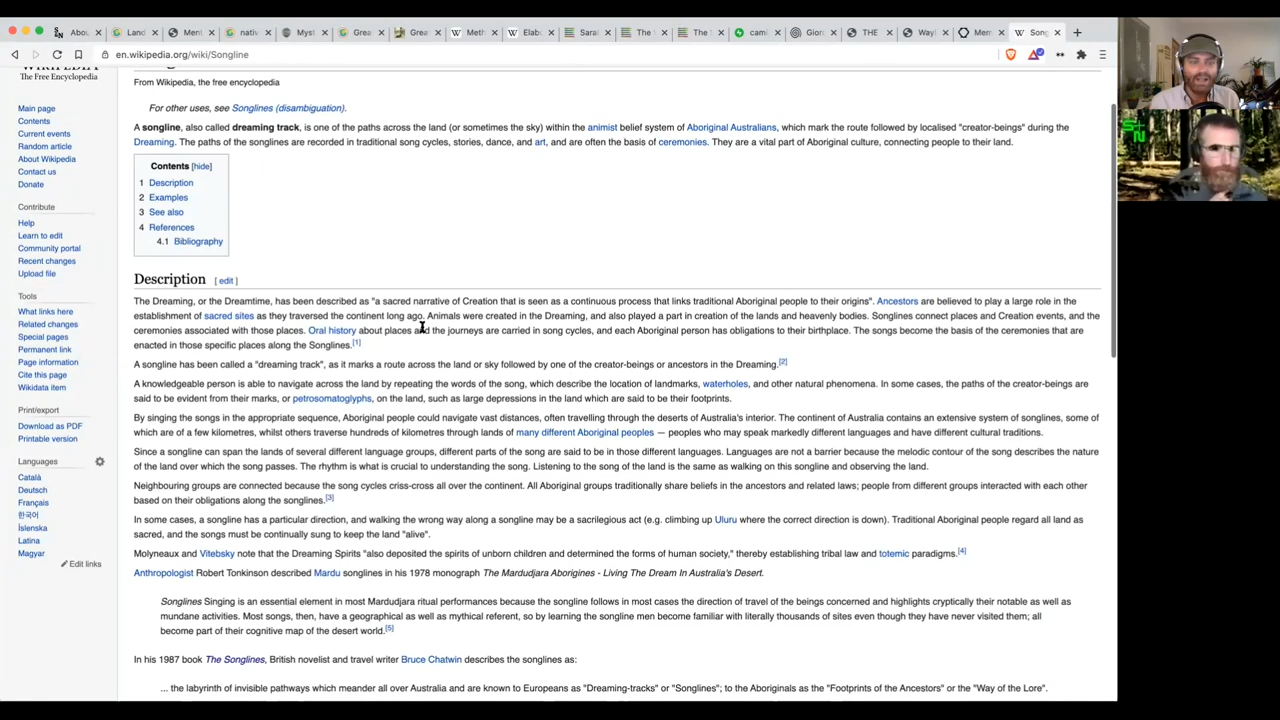 Abou
Land
Ment
nativ
Myst
Grea
Grea
Meth
Elab
Sarah
The
The
cami
Giord
THE
Way
Mem
Song
en.wikipedia.org/wiki/Songline
The Free Encyclopedia
Main page
Contents
Current events
Random article
About Wikipedia
Contact us
Donate
Contribute
Help
Learn to edit
Community portal
Recent changes
Upload file
Tools
What links here
Related changes
Special pages
Permanent link
Page information
Cite this page
Wikidata item
Print/export
Download as PDF
Printable version
Languages
Català
Deutsch
Français
한국어
Íslenska
Latina
Magyar
Edit links
From Wikipedia, the free encyclopedia
For other uses, see Songlines (disambiguation).
A songline, also called dreaming track, is one of the paths across the land (or sometimes the sky) within the animist belief system of Aboriginal Australians, which mark the route followed by localised "creator-beings" during the
Dreaming. The paths of the songlines are recorded in traditional song cycles, stories, dance, and art, and are often the basis of ceremonies. They are a vital part of Aboriginal culture, connecting people to their land.
Contents [hide]
1 Description
2 Examples
3 See also
4 References
4.1 Bibliography
Description [ edit ]
The Dreaming, or the Dreamtime, has been described as "a sacred narrative of Creation that is seen as a continuous process that links traditional Aboriginal people to their origins". Ancestors are believed to play a large role in the
establishment of sacred sites as they traversed the continent long ago. Animals were created in the Dreaming, and also played a part in creation of the lands and heavenly bodies. Songlines connect places and Creation events, and the
ceremonies associated with those places. Oral history about places and the journeys are carried in song cycles, and each Aboriginal person has obligations to their birthplace. The songs become the basis of the ceremonies that are
enacted in those specific places along the Songlines.[1]
A songline has been called a "dreaming track", as it marks a route across the land or sky followed by one of the creator-beings or ancestors in the Dreaming.[2]
A knowledgeable person is able to navigate across the land by repeating the words of the song, which describe the location of landmarks, waterholes, and other natural phenomena. In some cases, the paths of the creator-beings are
said to be evident from their marks, or petrosomatoglyphs, on the land, such as large depressions in the land which are said to be their footprints.
By singing the songs in the appropriate sequence, Aboriginal people could navigate vast distances, often travelling through the deserts of Australia's interior. The continent of Australia contains an extensive system of songlines, some of
which are of a few kilometres, whilst others traverse hundreds of kilometres through lands of many different Aboriginal peoples — peoples who may speak markedly different languages and have different cultural traditions.
Since a songline can span the lands of several different language groups, different parts of the song are said to be in those different languages. Languages are not a barrier because the melodic contour of the song describes the nature
of the land over which the song passes. The rhythm is what is crucial to understanding the song. Listening to the song of the land is the same as walking on this songline and observing the land.
Neighbouring groups are connected because the song cycles criss-cross all over the continent. All Aboriginal groups traditionally share beliefs in the ancestors and related laws; people from different groups interacted with each other
based on their obligations along the songlines.[3]
In some cases, a songline has a particular direction, and walking the wrong way along a songline may be a sacrilegious act (e.g. climbing up Uluru where the correct direction is down). Traditional Aboriginal people regard all land as
sacred, and the songs must be continually sung to keep the land "alive".
Molyneaux and Vitebsky note that the Dreaming Spirits "also deposited the spirits of unborn children and determined the forms of human society," thereby establishing tribal law and totemic paradigms.[4]
Anthropologist Robert Tonkinson described Mardu songlines in his 1978 monograph The Mardudjara Aborigines - Living The Dream In Australia's Desert.
Songlines Singing is an essential element in most Mardudjara ritual performances because the songline follows in most cases the direction of travel of the beings concerned and highlights cryptically their notable as well as
mundane activities. Most songs, then, have a geographical as well as mythical referent, so by learning the songline men become familiar with literally thousands of sites even though they have never visited them; all
become part of their cognitive map of the desert world.[5]
In his 1987 book The Songlines, British novelist and travel writer Bruce Chatwin describes the songlines as:
... the labyrinth of invisible pathways which meander all over Australia and are known to Europeans as "Dreaming-tracks" or "Songlines"; to the Aboriginals as the "Footprints of the Ancestors" or the "Way of the Lore".